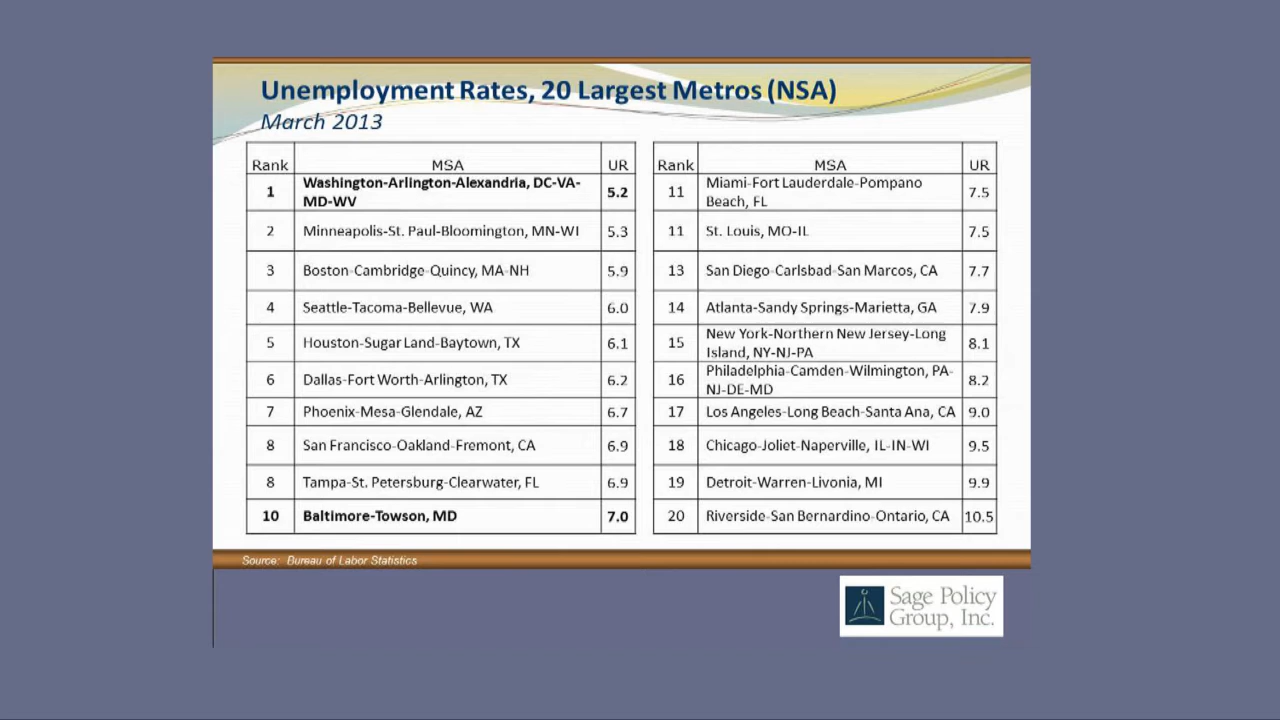 Unemployment Rates, 20 Largest Metros (NSA)
March 2013
Rank MSA UR
1 Washington-Arlington-Alexandria, DC-VA-
MD-WV 5.2
2 Minneapolis-St. Paul-Bloomington, MN-WI 5.3
3 Boston-Cambridge-Quincy, MA-NH 5.9
4 Seattle-Tacoma-Bellevue, WA 6.0
5 Houston-Sugar Land-Baytown, TX 6.1
6 Dallas-Fort Worth-Arlington, TX 6.2
7 Phoenix-Mesa-Glendale, AZ 6.7
8 San Francisco-Oakland-Fremont, CA 6.9
8 Tampa-St. Petersburg-Clearwater, FL 6.9
10 Baltimore-Towson, MD 7.0
Rank MSA UR
11 Miami-Fort Lauderdale-Pompano
Beach, FL 7.5
11 St. Louis, MO-IL 7.5
13 San Diego-Carlsbad-San Marcos, CA 7.7
14 Atlanta-Sandy Springs-Marietta, GA 7.9
15 New York-Northern New Jersey-Long
Island, NY-NJ-PA 8.1
16 Philadelphia-Camden-Wilmington, PA-
NJ-DE-MD 8.2
17 Los Angeles-Long Beach-Santa Ana, CA 9.0
18 Chicago-Joliet-Naperville, IL-IN-WI 9.5
19 Detroit-Warren-Livonia, MI 9.9
20 Riverside-San Bernardino-Ontario, CA 10.5
Source: Bureau of Labor Statistics
Sage Policy
Group, Inc.